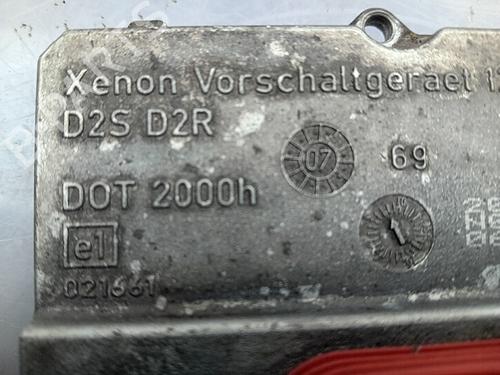 Xenon Vorschaltgeraet
D2S D2R
07
69
DOT 2000h
e1
021661